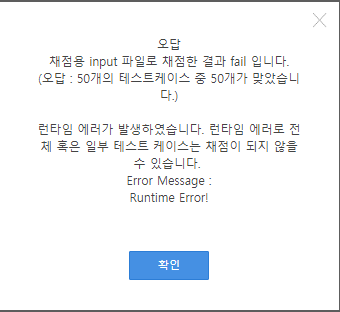 오답
채점용 input 파일로 채점한 결과 fail 입니다.
(오답 : 50개의 테스트케이스 중 50개가 맞았습니
다.)
런타임 에러가 발생하였습니다. 런타임 에러로 전
체 혹은 일부 테스트 케이스는 채점이 되지 않을
수 있습니다.
Error Message :
Runtime Error!
확인